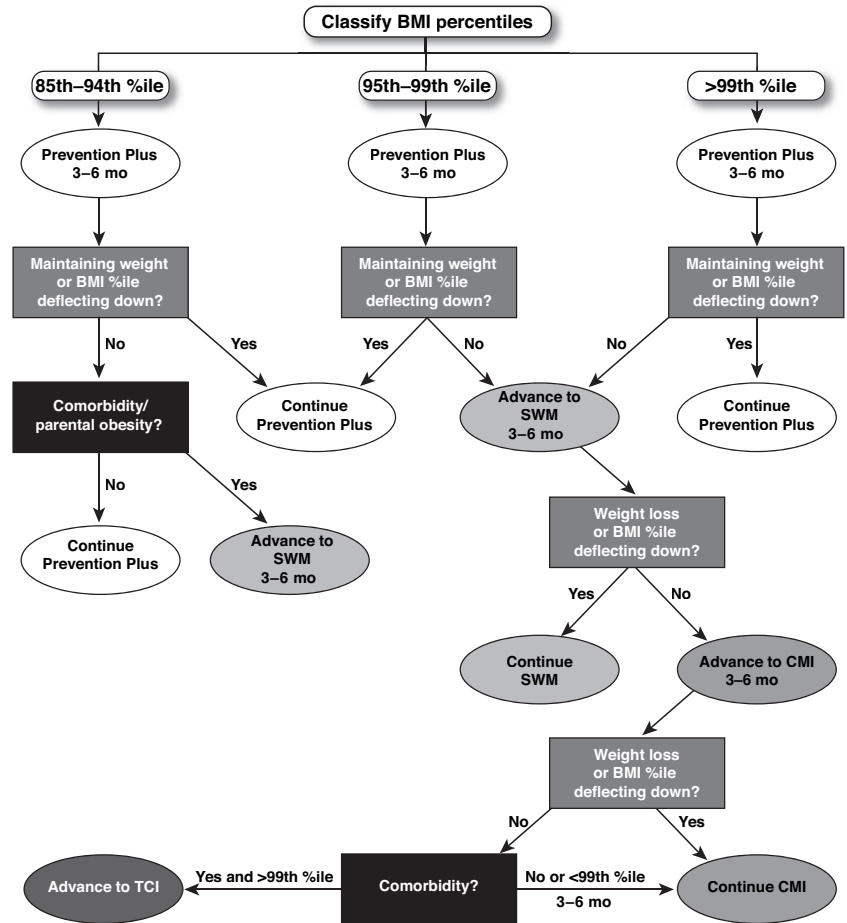 Classify BMI percentiles
85th–94th %ile
95th–99th %ile
>99th %ile
Prevention Plus
3–6 mo
Prevention Plus
3–6 mo
Prevention Plus
3–6 mo
Maintaining weight
or BMI %ile
deflecting down?
Maintaining weight
or BMI %ile
deflecting down?
Maintaining weight
or BMI %ile
deflecting down?
No
Yes
Yes
No
No
Yes
Comorbidity/
parental obesity?
Continue
Prevention Plus
Advance to
SWM
3–6 mo
Continue
Prevention Plus
No
Yes
Continue
Prevention Plus
Advance to
SWM
3–6 mo
Weight loss
or BMI %ile
deflecting down?
Yes
No
Continue
SWM
Advance to CMI
3–6 mo
Weight loss
or BMI %ile
deflecting down?
No
Yes
Advance to TCI
Yes and >99th %ile
Comorbidity?
No or <99th %ile
3–6 mo
Continue CMI